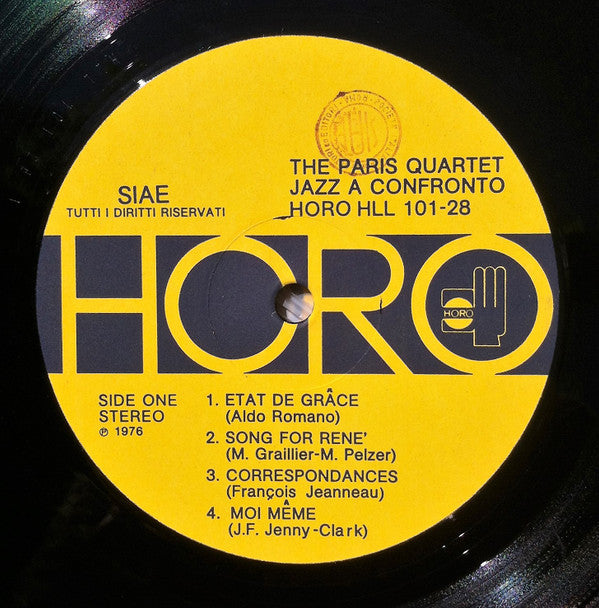 THE PARIS QUARTET
JAZZ A CONFRONTO
HORO HLL 101-28
SIAE
TUTTI I DIRITTI RISERVATI
HORO
HORO
SIDE ONE
STEREO
℗ 1976
1. ETAT DE GRÂCE
(Aldo Romano)
2. SONG FOR RENE'
(M. Graillier-M. Pelzer)
3. CORRESPONDANCES
(François Jeanneau)
4. MOI MÊME
(J.F. Jenny-Clark)